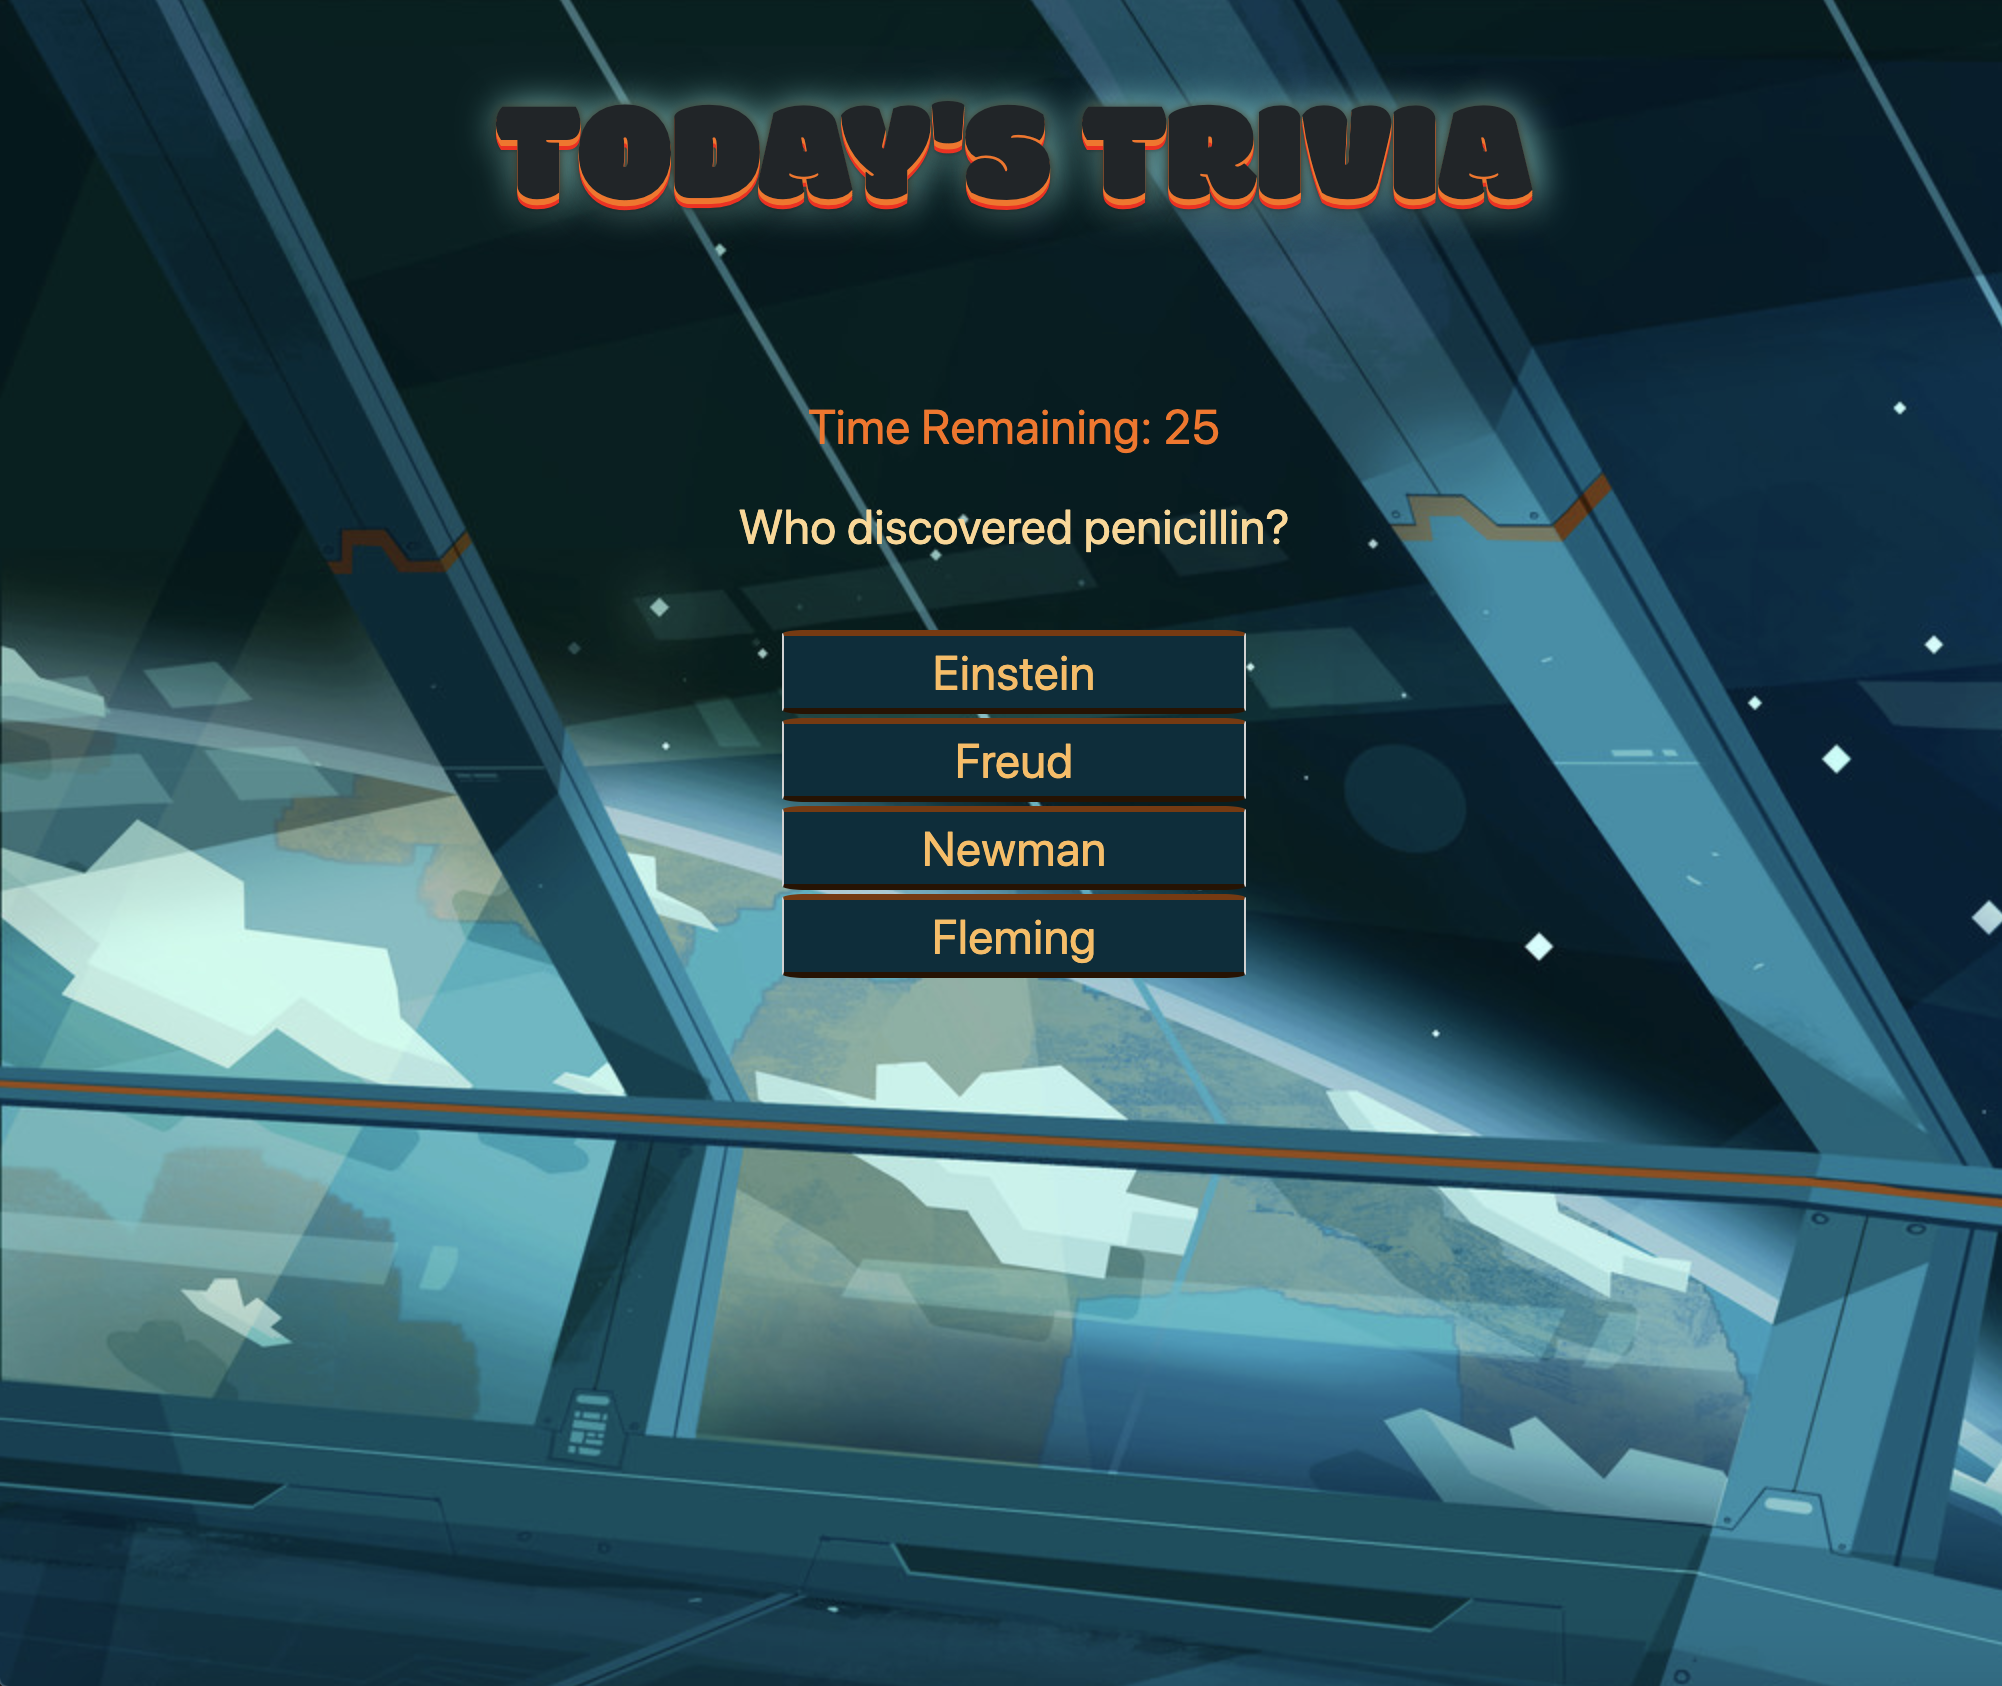 TODAY'S TRIVIA
Time Remaining: 25
Who discovered penicillin?
Einstein
Freud
Newman
Fleming